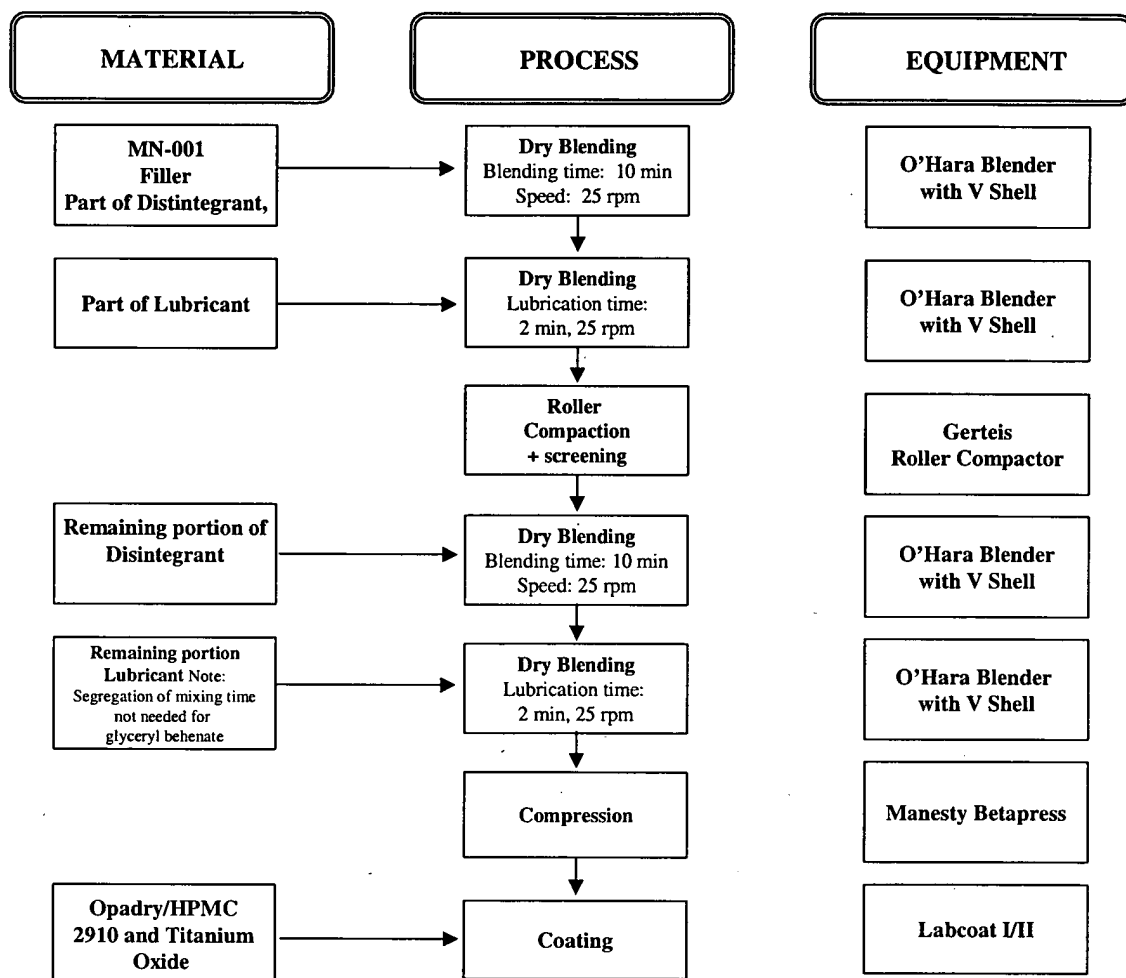 MATERIAL
PROCESS
EQUIPMENT
MN-001
Filler
Part of Distintegrant,
Dry Blending
Blending time: 10 min
Speed: 25 rpm
O'Hara Blender
with V Shell
Part of Lubricant
Dry Blending
Lubrication time:
2 min, 25 rpm
O'Hara Blender
with V Shell
Roller
Compaction
+ screening
Gerteis
Roller Compactor
Remaining portion of
Disintegrant
Dry Blending
Blending time: 10 min
Speed: 25 rpm
O'Hara Blender
with V Shell
Remaining portion
Lubricant Note:
Segregation of mixing time
not needed for
glyceryl behenate
Dry Blending
Lubrication time:
2 min, 25 rpm
O'Hara Blender
with V Shell
Compression
Manesty Betapress
Opadry/HPMC
2910 and Titanium
Oxide
Coating
Labcoat I/II